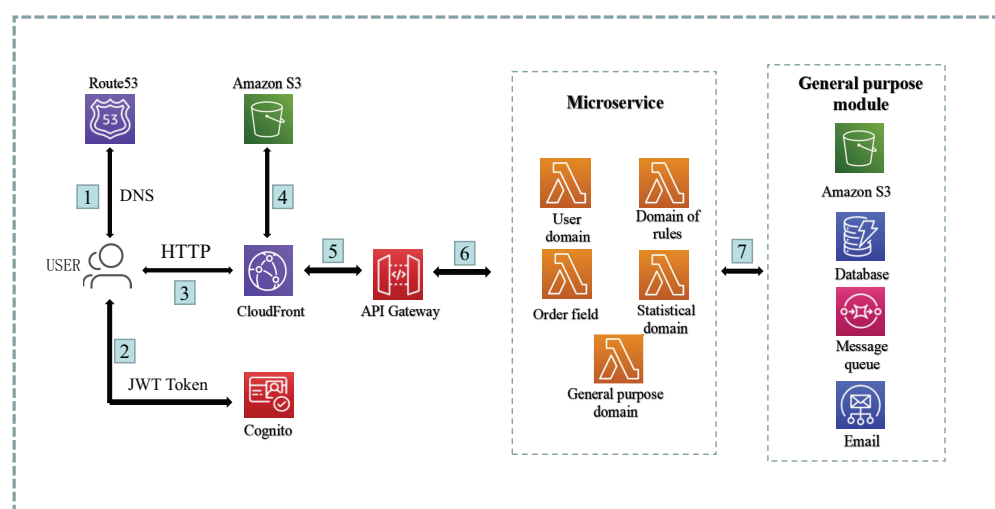 Route53
53
Amazon S3
1
DNS
4
USER
HTTP
3
CloudFront
5
API Gateway
6
2
JWT Token
Cognito
Microservice
User
domain
Domain of
rules
Order field
Statistical
domain
General purpose
domain
7
General purpose
module
Amazon S3
Database
Message
queue
Email